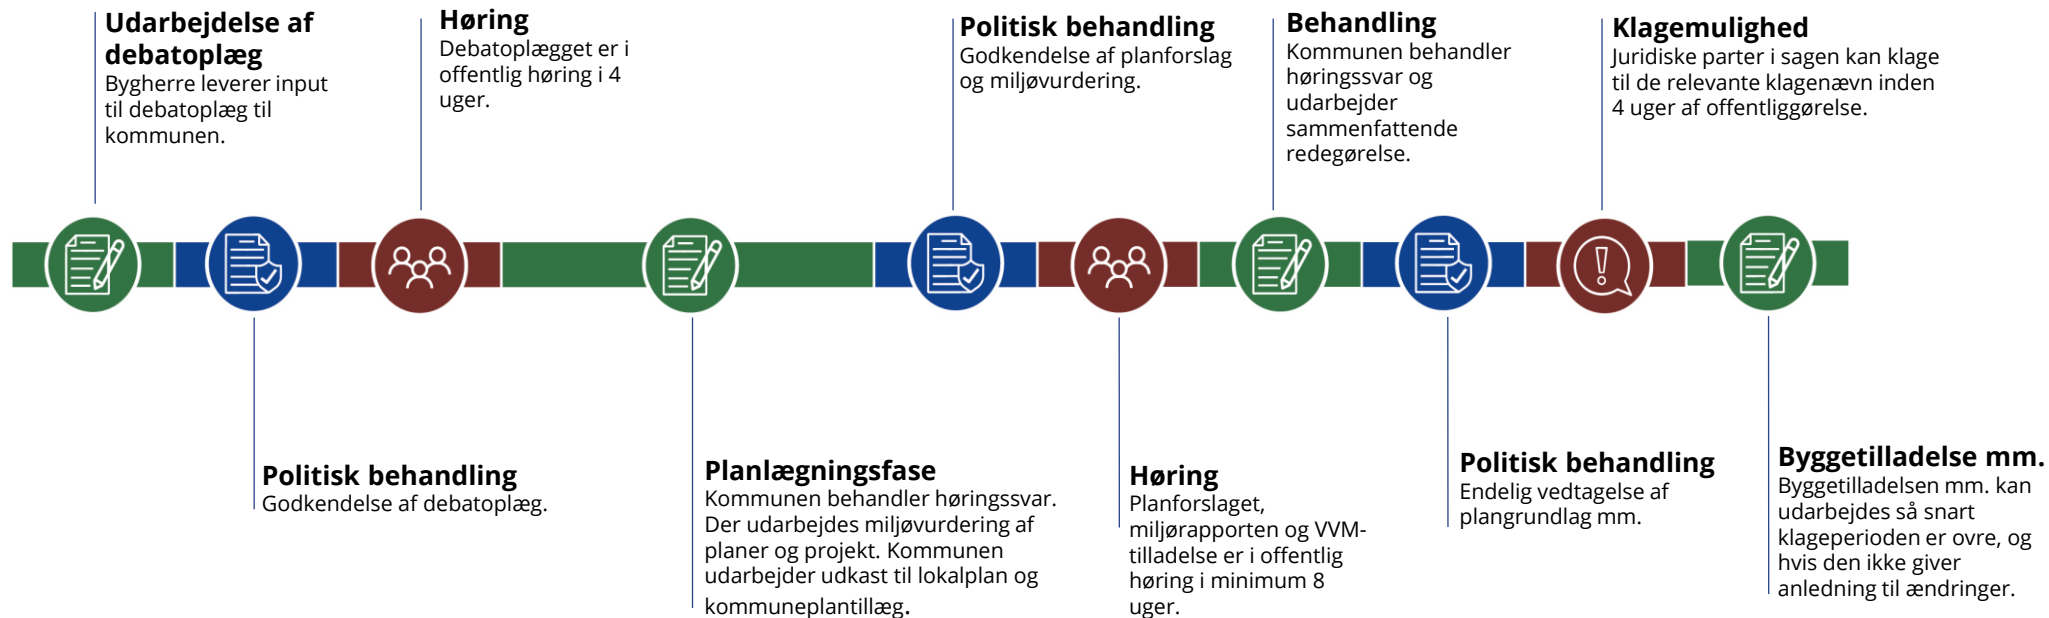 Udarbejdelse af
debatoplæg
Bygherre leverer input
til debatoplæg til
kommunen.
Politisk behandling
Godkendelse af debatoplæg.
Høring
Debatoplægget er i
offentlig høring i 4
uger.
Planlægningsfase
Kommunen behandler høringssvar.
Der udarbejdes miljøvurdering af
planer og projekt. Kommunen
udarbejder udkast til lokalplan og
kommuneplantillæg.
Politisk behandling
Godkendelse af planforslag
og miljøvurdering.
Høring
Planforslaget,
miljørapporten og VVM-
tilladelse er i offentlig
høring i minimum 8
uger.
Behandling
Kommunen behandler
høringssvar og
udarbejder
sammenfattende
redegørelse.
Politisk behandling
Endelig vedtagelse af
plangrundlag mm.
Klagemulighed
Juridiske parter i sagen kan klage
til de relevante klagenævn inden
4 uger af offentliggørelse.
Byggetilladelse mm.
Byggetilladelsen mm. kan
udarbejdes så snart
klageperioden er ovre, og
hvis den ikke giver
anledning til ændringer.